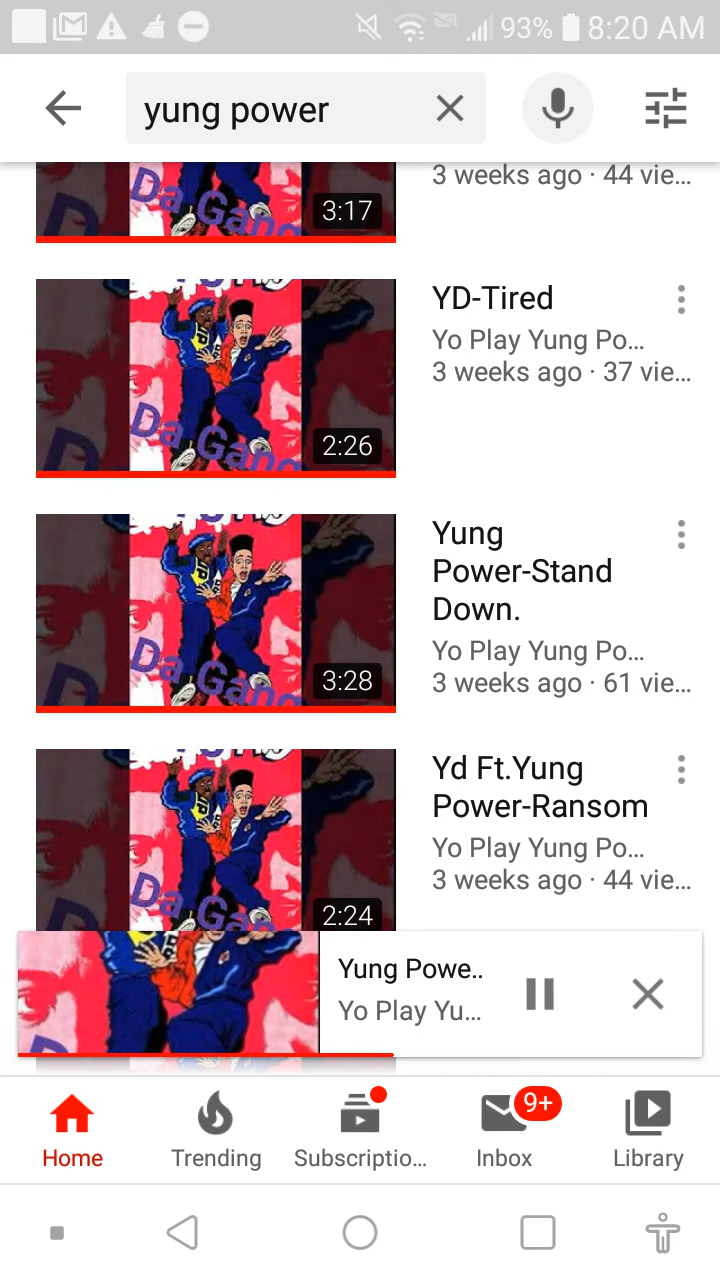 93% 8:20 AM
yung power
Da Gang
3:17
3 weeks ago · 44 vie...
YD-Tired
Yo Play Yung Po...
3 weeks ago · 37 vie...
Da Gang
2:26
Yung
Power-Stand
Down.
Yo Play Yung Po...
3 weeks ago · 61 vie...
Da Gang
3:28
Yd Ft.Yung
Power-Ransom
Yo Play Yung Po...
3 weeks ago · 44 vie...
Da Gang
2:24
Yung Powe..
Yo Play Yu...
9+
Home Trending Subscriptio... Inbox Library